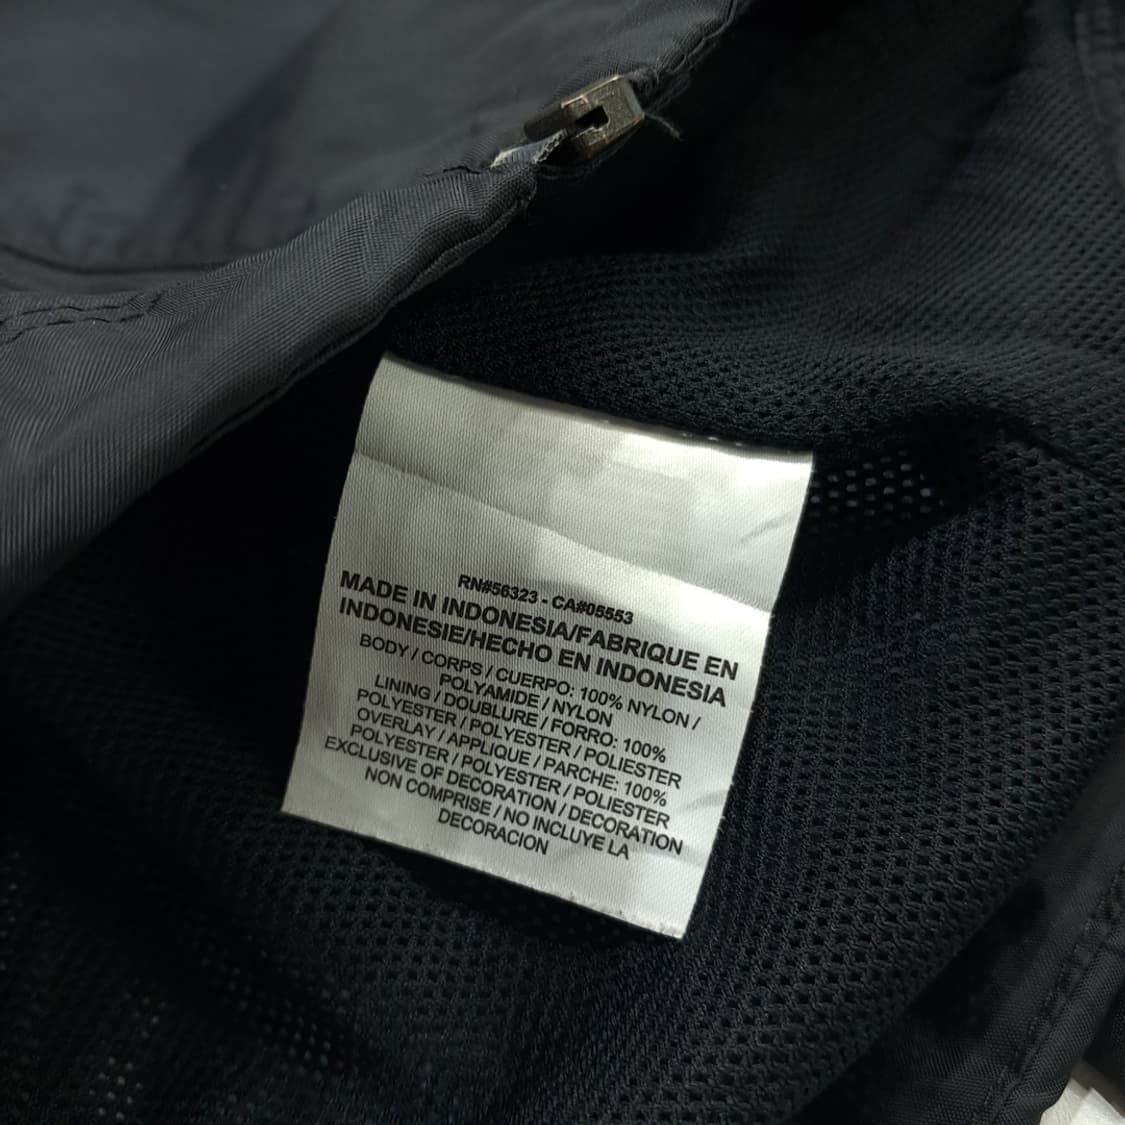 RN#56323 - CA#05553
MADE IN INDONESIA/FABRIQUE EN
INDONESIE/HECHO EN INDONESIA
BODY / CORPS / CUERPO: 100% NYLON /
POLYAMIDE / NYLON
LINING / DOUBLURE / FORRO: 100%
POLYESTER / POLYESTER / POLIESTER
OVERLAY / APPLIQUE / PARCHE: 100%
POLYESTER / POLYESTER / POLIESTER
EXCLUSIVE OF DECORATION / DECORATION
NON COMPRISE / NO INCLUYE LA
DECORACION